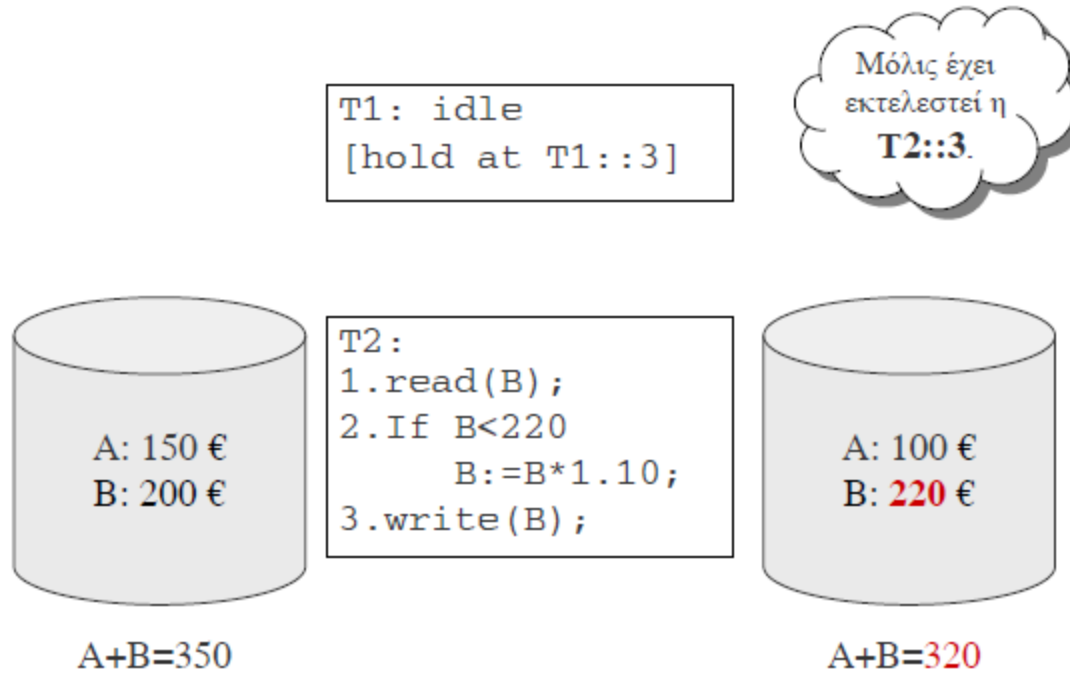 T1: idle
[hold at T1::3]
Μόλις έχει
εκτελεστεί η
T2::3.
A: 150 €
B: 200 €
T2:
1.read(B);
2.If B<220
B:=B*1.10;
3.write(B);
A: 100 €
B: 220 €
A+B=350
A+B=320